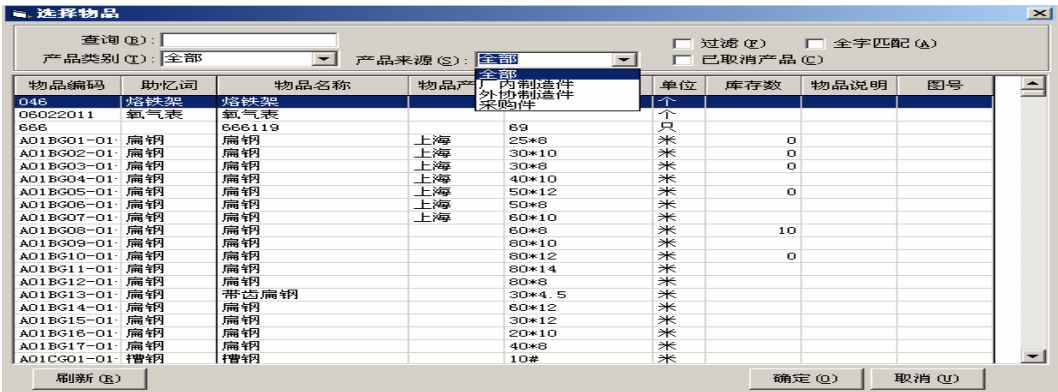 选择物品
查询(B):
过滤(F) 全字匹配(A)
产品类别(T): 全部 产品来源(S): 全部 已取消产品(C)
全部
厂内制造件
外协制造件
采购件
物品编码 助忆词 物品名称 物品产 单位 库存数 物品说明 图号
046 烙铁架 烙铁架 个
06022011 氧气表 氧气表 个
666 666119 69 只
A01BG01-01 扁钢 扁钢 上海 25*8 米 0
A01BG02-01 扁钢 扁钢 上海 30*10 米 0
A01BG03-01 扁钢 扁钢 上海 30*8 米 0
A01BG04-01 扁钢 扁钢 上海 40*10 米
A01BG05-01 扁钢 扁钢 上海 50*12 米 0
A01BG06-01 扁钢 扁钢 上海 50*8 米
A01BG07-01 扁钢 扁钢 上海 60*10 米
A01BG08-01 扁钢 扁钢 60*8 米 10
A01BG09-01 扁钢 扁钢 80*10 米
A01BG10-01 扁钢 扁钢 80*12 米 0
A01BG11-01 扁钢 扁钢 80*14 米
A01BG12-01 扁钢 扁钢 80*8 米
A01BG13-01 扁钢 带齿扁钢 30*4.5 米
A01BG14-01 扁钢 扁钢 60*12 米
A01BG15-01 扁钢 扁钢 30*12 米
A01BG16-01 扁钢 扁钢 20*10 米
A01BG17-01 扁钢 扁钢 40*8 米
A01CG01-01 槽钢 槽钢 10# 米
刷新(R) 确定(O) 取消(U)